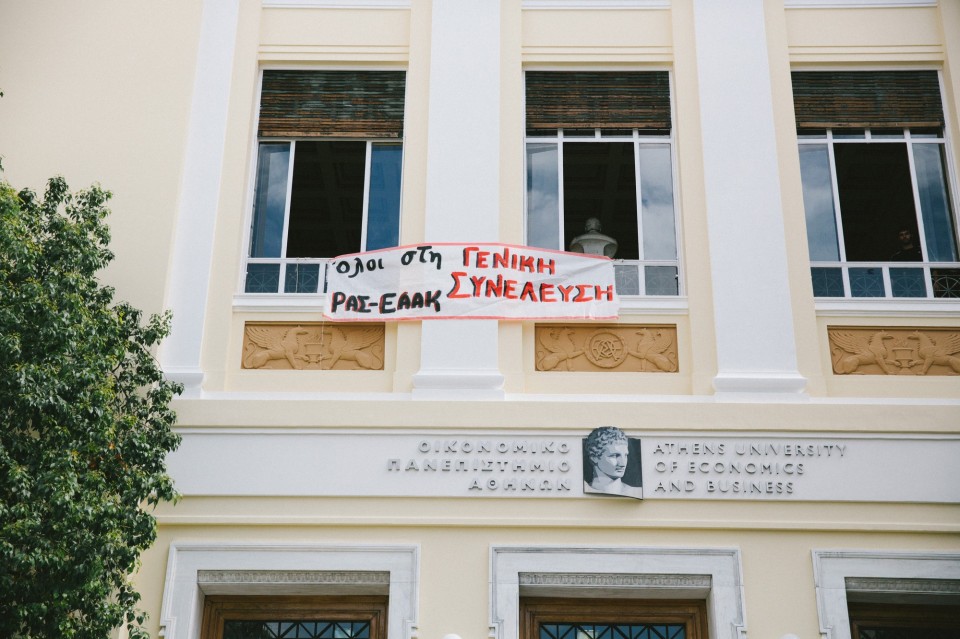 Όλοι στη ΓΕΝΙΚΗ
ΡΑΣ-ΕΑΑΚ ΣΥΝΕΛΕΥΣΗ
ΟΙΚΟΝΟΜΙΚΟ
ΠΑΝΕΠΙΣΤΗΜΙΟ
ΑΘΗΝΩΝ
ATHENS UNIVERSITY
OF ECONOMICS
AND BUSINESS